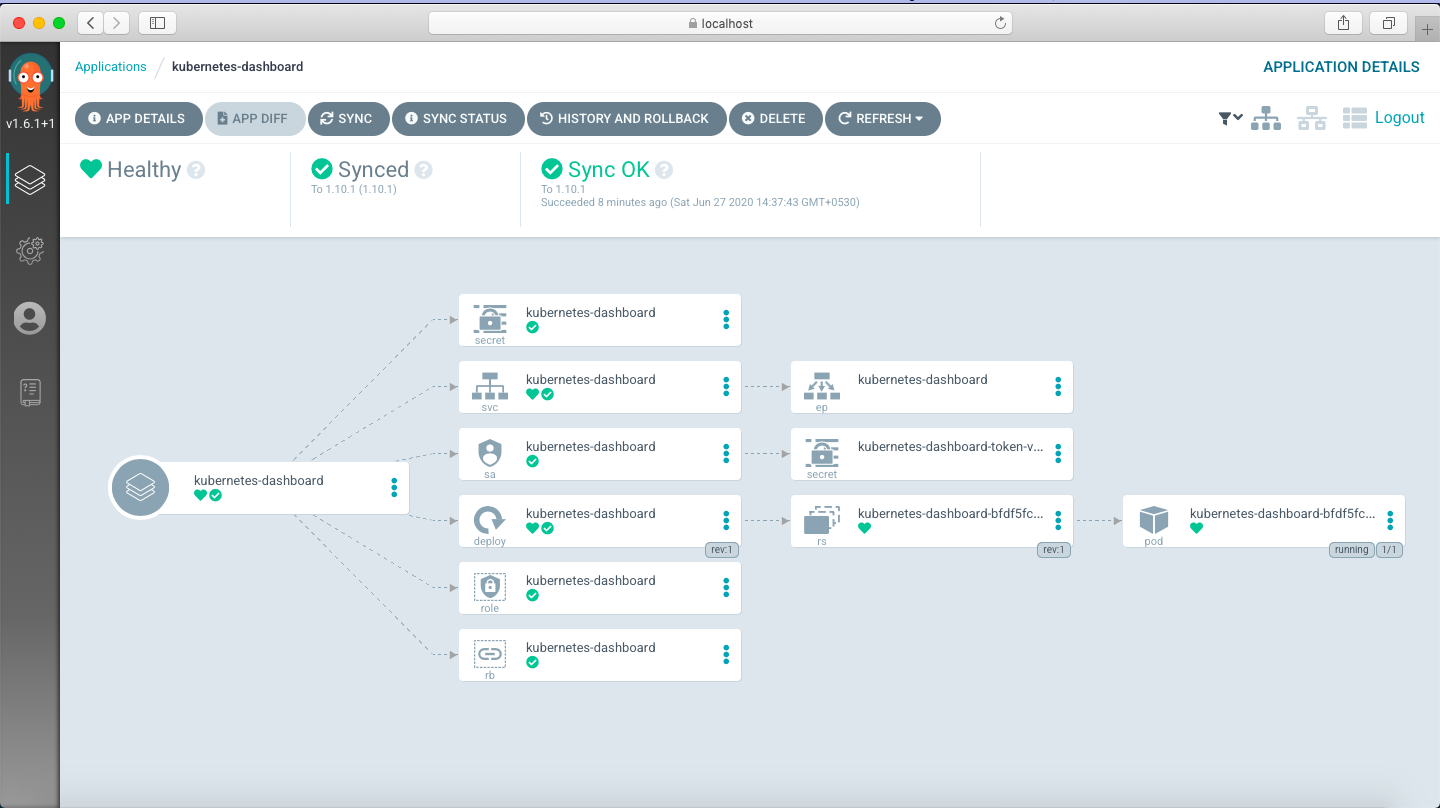 localhost
Applications / kubernetes-dashboard
APPLICATION DETAILS
v1.6.1+1
APP DETAILS
APP DIFF
SYNC
SYNC STATUS
HISTORY AND ROLLBACK
DELETE
REFRESH
Logout
Healthy ?
Synced ?
To 1.10.1 (1.10.1)
Sync OK ?
To 1.10.1
Succeeded 8 minutes ago (Sat Jun 27 2020 14:37:43 GMT+0530)
kubernetes-dashboard
secret
kubernetes-dashboard
svc
kubernetes-dashboard
ep
kubernetes-dashboard
sa
kubernetes-dashboard
secret
kubernetes-dashboard-token-v...
kubernetes-dashboard
deploy
rev:1
kubernetes-dashboard-bfdf5fc...
rs
rev:1
kubernetes-dashboard-bfdf5fc...
pod
running
1/1
kubernetes-dashboard
role
kubernetes-dashboard
rb